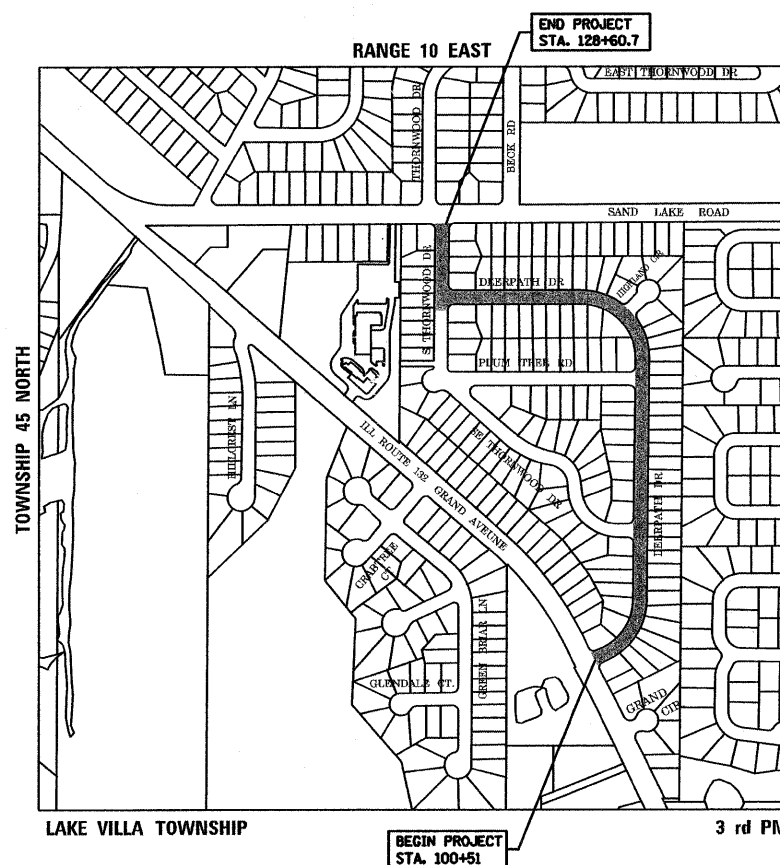 END PROJECT
STA. 128+60.7
RANGE 10 EAST
EAST THORNWOOD DR
THORNWOOD DR
BECK RD
SAND LAKE ROAD
S. THORNWOOD DR
DEERPATH DR
HIGHLAND CIR
PLUM TREE RD
TOWNSHIP 45 NORTH
HILLCREST LN
ILL ROUTE 132 GRAND AVEUNE
SE THORNWOOD DR
DEERPATH DR
CRABTREE
CT
GREEN BRIAR LN
GLENDALE CT.
GRAND
CIR
LAKE VILLA TOWNSHIP
3 rd PM
BEGIN PROJECT
STA. 100+51